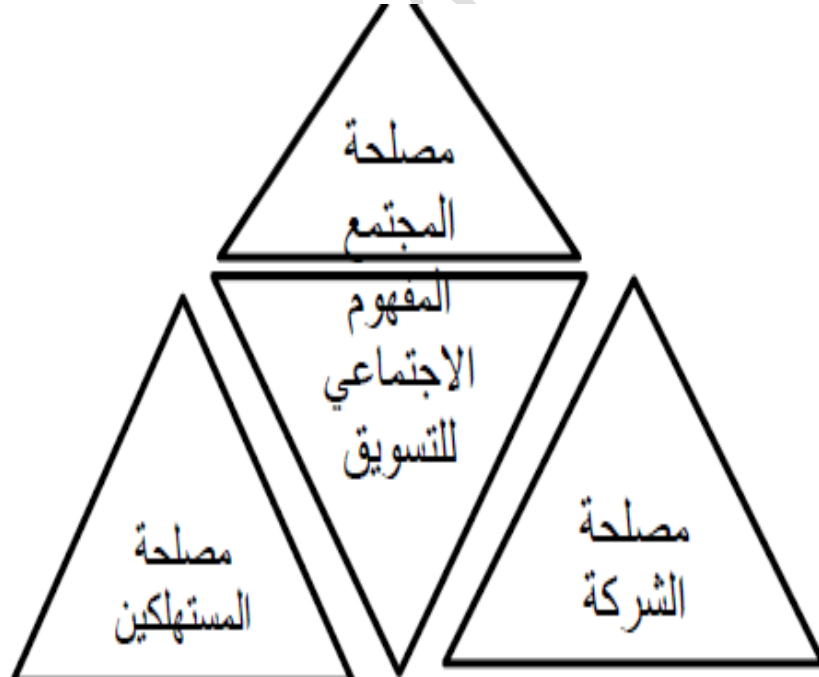 مصلحة
المجتمع
المفهوم
الاجتماعي
للتسويق
مصلحة
الشركة
مصلحة
المستهلكين